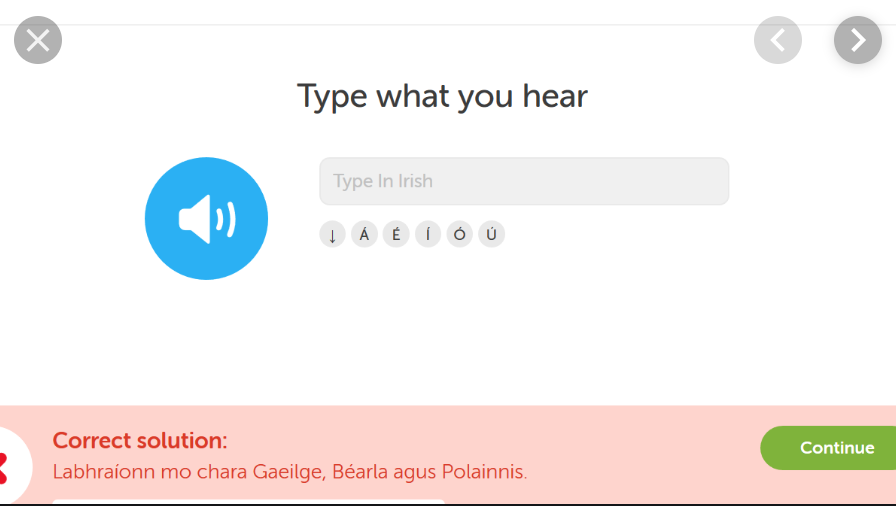 Type what you hear
Type In Irish
↓ Á É Í Ó Ú
Correct solution:
Labhraíonn mo chara Gaeilge, Béarla agus Polainnis.
Continue